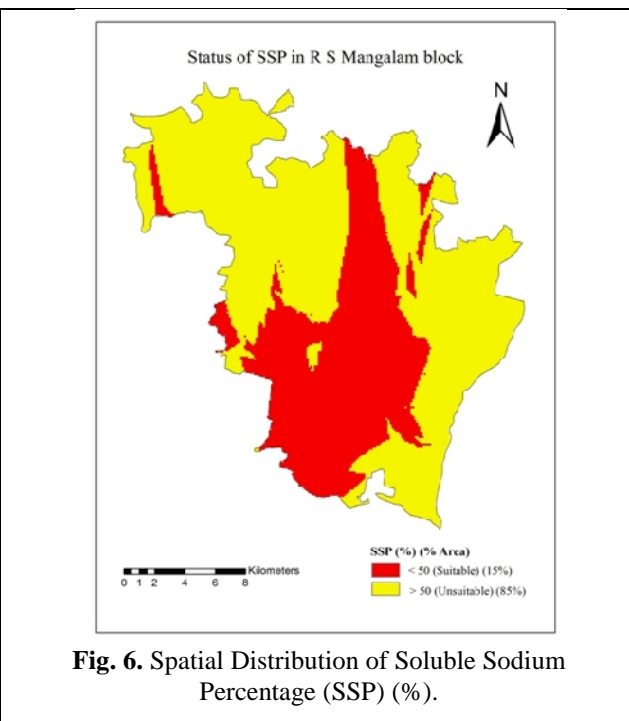 Status of SSP in R S Mangalam block
N
SSP (%) (% Area)
Kilometers
< 50 (Suitable) (15%)
0 1 2 4 6 8
> 50 (Unsaitable) (85%)
Fig. 6. Spatial Distribution of Soluble Sodium
Percentage (SSP) (%).